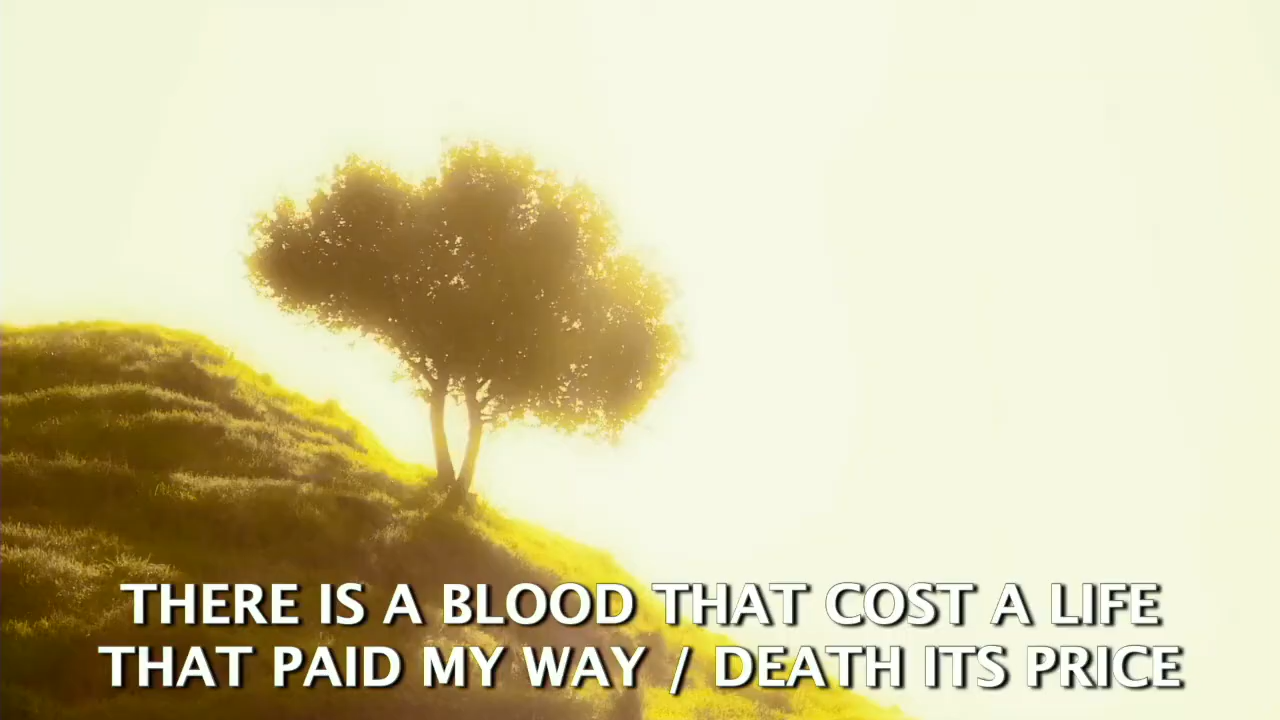 THERE IS A BLOOD THAT COST A LIFE
THAT PAID MY WAY / DEATH ITS PRICE